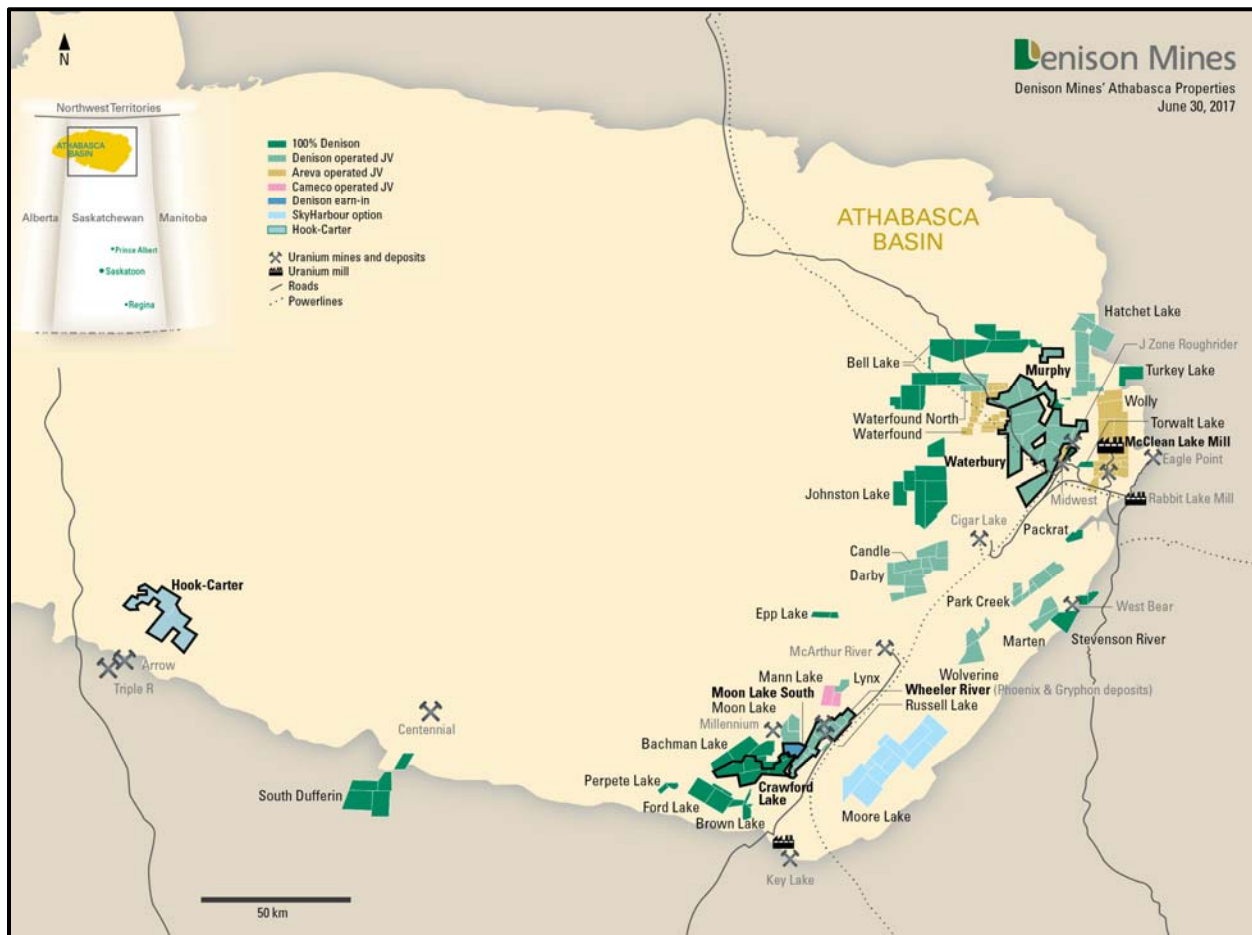 Denison Mines
Denison Mines' Athabasca Properties
June 30, 2017
N
Northwest Territories
ATHABASCA
BASIN
Alberta
Saskatchewan
Manitoba
Prince Albert
Saskatoon
Regina
100% Denison
Denison operated JV
Areva operated JV
Cameco operated JV
Denison earn-in
SkyHarbour option
Hook-Carter
Uranium mines and deposits
Uranium mill
Roads
Powerlines
ATHABASCA
BASIN
Hatchet Lake
J Zone Roughrider
Bell Lake
Murphy
Turkey Lake
Wolly
Waterfound North
Waterfound
Torwalt Lake
McClean Lake Mill
Waterbury
Eagle Point
Johnston Lake
Midwest
Rabbit Lake Mill
Cigar Lake
Packrat
Candle
Darby
Hook-Carter
Park Creek
Epp Lake
West Bear
Marten
Stevenson River
McArthur River
Arrow
Triple R
Wolverine
Mann Lake
Lynx
Moon Lake South
Wheeler River (Phoenix & Gryphon deposits)
Moon Lake
Russell Lake
Millennium
Centennial
Bachman Lake
Perpete Lake
Crawford
Lake
South Dufferin
Ford Lake
Brown Lake
Moore Lake
Key Lake
50 km